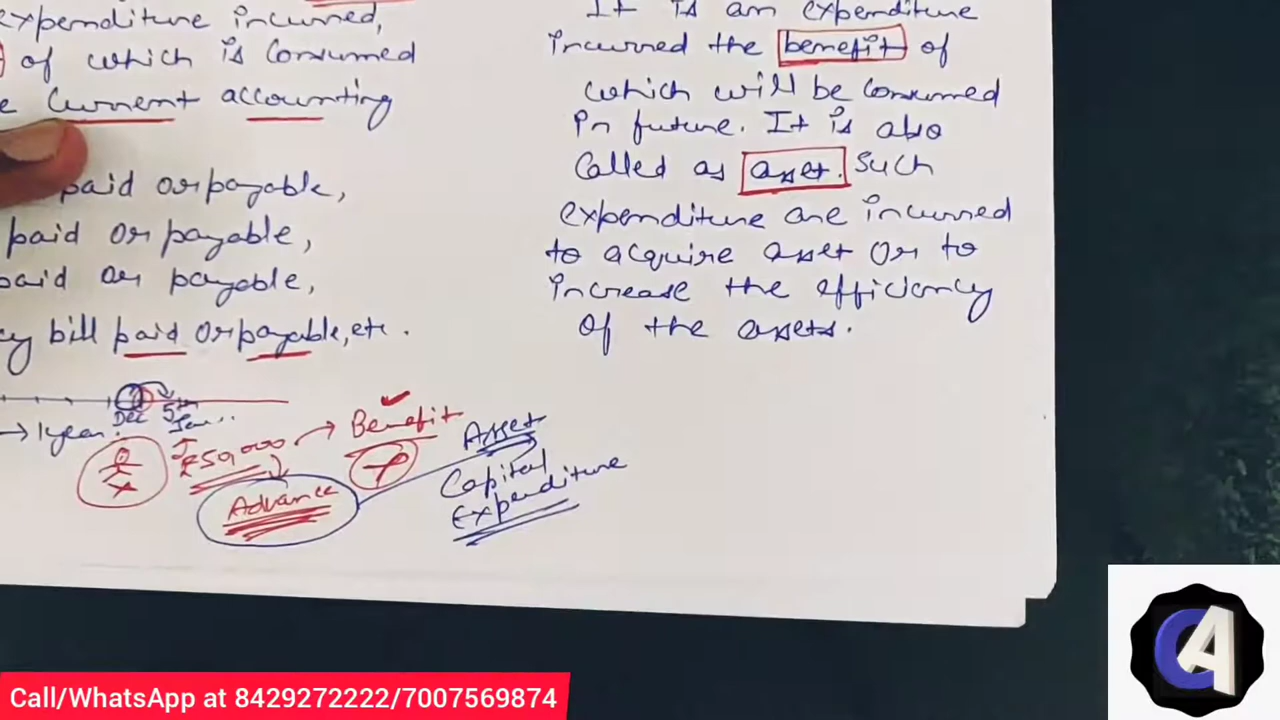 expenditure incurred,
of which is consumed
current accounting
paid or payable,
paid or payable,
paid or payable,
bill paid or payable, etc.
It is an expenditure
incurred the benefit of
which will be consumed
in future. It is also
called as asset. Such
expenditure are incurred
to acquire asset or to
increase the efficiency
of the assets.
Dec
→ 1 year.
₹50,000 → Benefit
Advance
Asset
Capital
Expenditure
CA
Call/WhatsApp at 8429272222/7007569874